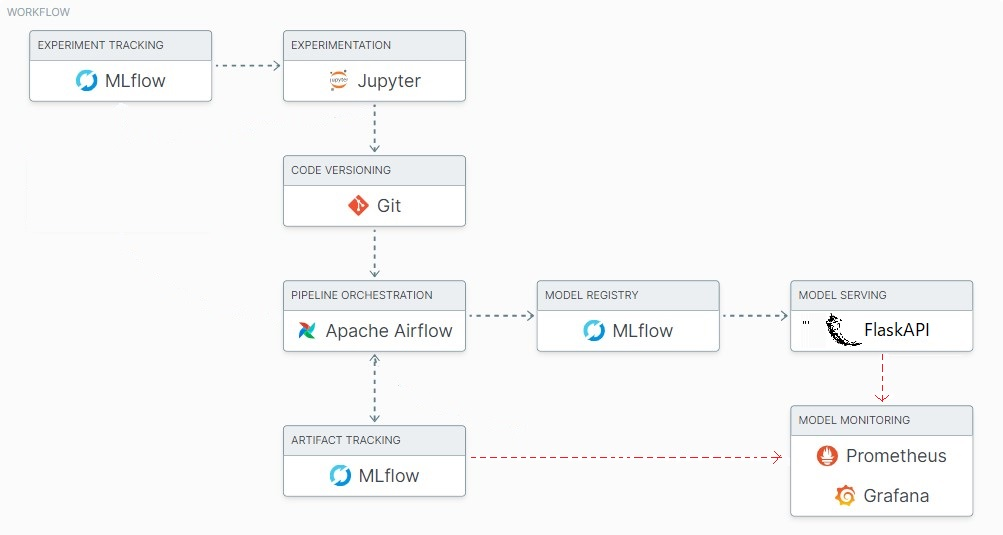 WORKFLOW
EXPERIMENT TRACKING
MLflow
EXPERIMENTATION
Jupyter
CODE VERSIONING
Git
PIPELINE ORCHESTRATION
Apache Airflow
MODEL REGISTRY
MLflow
MODEL SERVING
FlaskAPI
ARTIFACT TRACKING
MLflow
MODEL MONITORING
Prometheus
Grafana